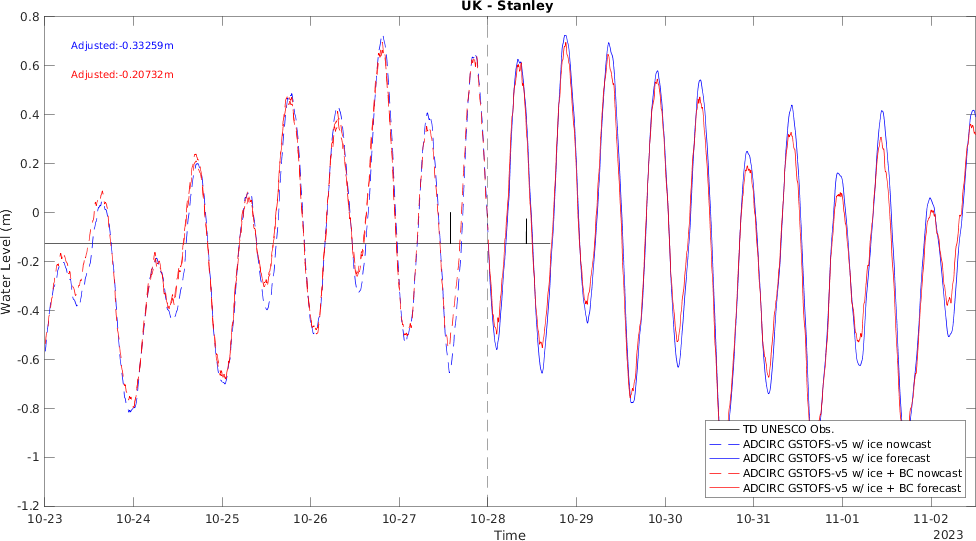 UK - Stanley
0.8
0.6
0.4
0.2
0
-0.2
-0.4
-0.6
-0.8
-1
-1.2
Water Level (m)
Adjusted:-0.33259m
Adjusted:-0.20732m
TD UNESCO Obs.
ADCIRC GSTOFS-v5 w/ ice nowcast
ADCIRC GSTOFS-v5 w/ ice forecast
ADCIRC GSTOFS-v5 w/ ice + BC nowcast
ADCIRC GSTOFS-v5 w/ ice + BC forecast
10-23 10-24 10-25 10-26 10-27 10-28 10-29 10-30 10-31 11-01 11-02
2023
Time